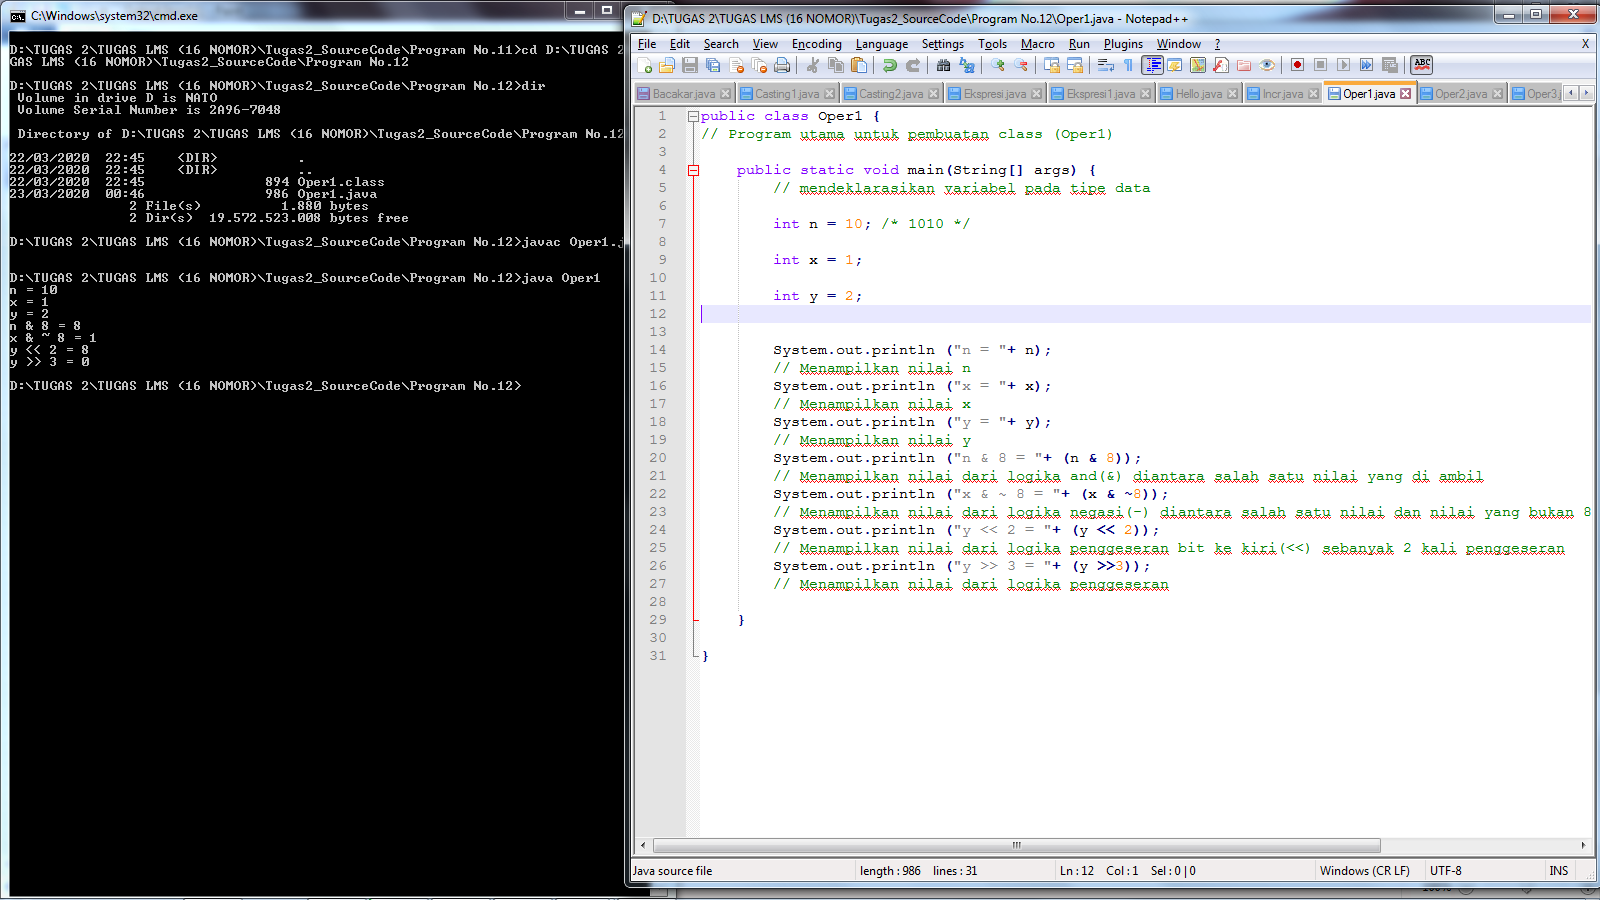 C:\Windows\system32\cmd.exe
D:\TUGAS 2\TUGAS LMS (16 NOMOR)\Tugas2_SourceCode\Program No.11>cd D:\TUGAS 2
GAS LMS (16 NOMOR)\Tugas2_SourceCode\Program No.12
D:\TUGAS 2\TUGAS LMS (16 NOMOR)\Tugas2_SourceCode\Program No.12>dir
Volume in drive D is NATO
Volume Serial Number is 2A96-7048
Directory of D:\TUGAS 2\TUGAS LMS (16 NOMOR)\Tugas2_SourceCode\Program No.12
22/03/2020 22:45 <DIR> .
22/03/2020 22:45 <DIR> ..
22/03/2020 22:45 894 Oper1.class
23/03/2020 00:46 986 Oper1.java
2 File(s) 1.880 bytes
2 Dir(s) 19.572.523.008 bytes free
D:\TUGAS 2\TUGAS LMS (16 NOMOR)\Tugas2_SourceCode\Program No.12>javac Oper1.j
D:\TUGAS 2\TUGAS LMS (16 NOMOR)\Tugas2_SourceCode\Program No.12>java Oper1
n = 10
x = 1
y = 2
n & 8 = 8
x & ~ 8 = 1
y << 2 = 8
y >> 3 = 0
D:\TUGAS 2\TUGAS LMS (16 NOMOR)\Tugas2_SourceCode\Program No.12>
D:\TUGAS 2\TUGAS LMS (16 NOMOR)\Tugas2_SourceCode\Program No.12\Oper1.java - Notepad++
File Edit Search View Encoding Language Settings Tools Macro Run Plugins Window ? X
Bacakar.java Casting1.java Casting2.java Ekspresi.java Ekspresi1.java Hello.java Incr.java Oper1.java Oper2.java Oper3.j
1 public class Oper1 {
2 // Program utama untuk pembuatan class (Oper1)
3
4 public static void main(String[] args) {
5 // mendeklarasikan variabel pada tipe data
6
7 int n = 10; /* 1010 */
8
9 int x = 1;
10
11 int y = 2;
12
13
14 System.out.println ("n = "+ n);
15 // Menampilkan nilai n
16 System.out.println ("x = "+ x);
17 // Menampilkan nilai x
18 System.out.println ("y = "+ y);
19 // Menampilkan nilai y
20 System.out.println ("n & 8 = "+ (n & 8));
21 // Menampilkan nilai dari logika and(&) diantara salah satu nilai yang di ambil
22 System.out.println ("x & ~ 8 = "+ (x & ~8));
23 // Menampilkan nilai dari logika negasi(~) diantara salah satu nilai dan nilai yang bukan 8
24 System.out.println ("y << 2 = "+ (y << 2));
25 // Menampilkan nilai dari logika penggeseran bit ke kiri(<<) sebanyak 2 kali penggeseran
26 System.out.println ("y >> 3 = "+ (y >>3));
27 // Menampilkan nilai dari logika penggeseran
28
29 }
30
31 }
Java source file length : 986 lines : 31 Ln : 12 Col : 1 Sel : 0 | 0 Windows (CR LF) UTF-8 INS